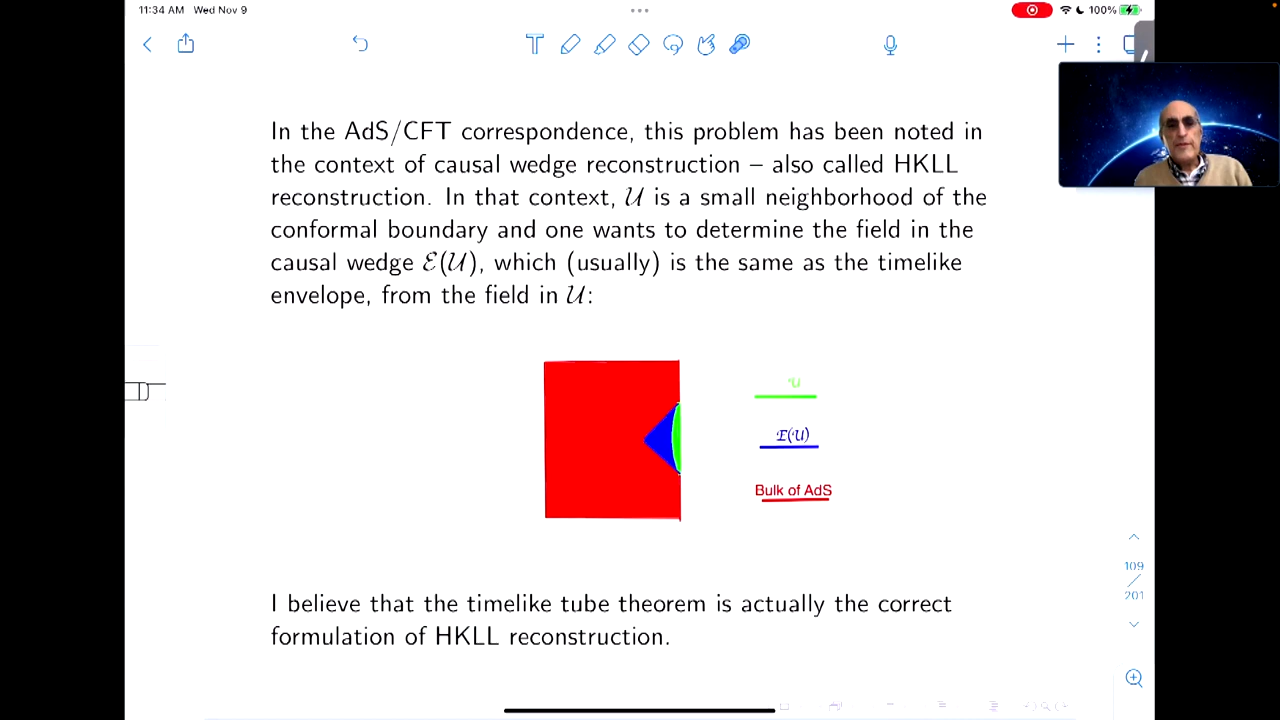 11:34 AM Wed Nov 9
100%
In the AdS/CFT correspondence, this problem has been noted in
the context of causal wedge reconstruction – also called HKLL
reconstruction. In that context, 𝒰 is a small neighborhood of the
conformal boundary and one wants to determine the field in the
causal wedge ℰ(𝒰), which (usually) is the same as the timelike
envelope, from the field in 𝒰:
𝒰
ℰ(𝒰)
Bulk of AdS
109
/
201
I believe that the timelike tube theorem is actually the correct
formulation of HKLL reconstruction.